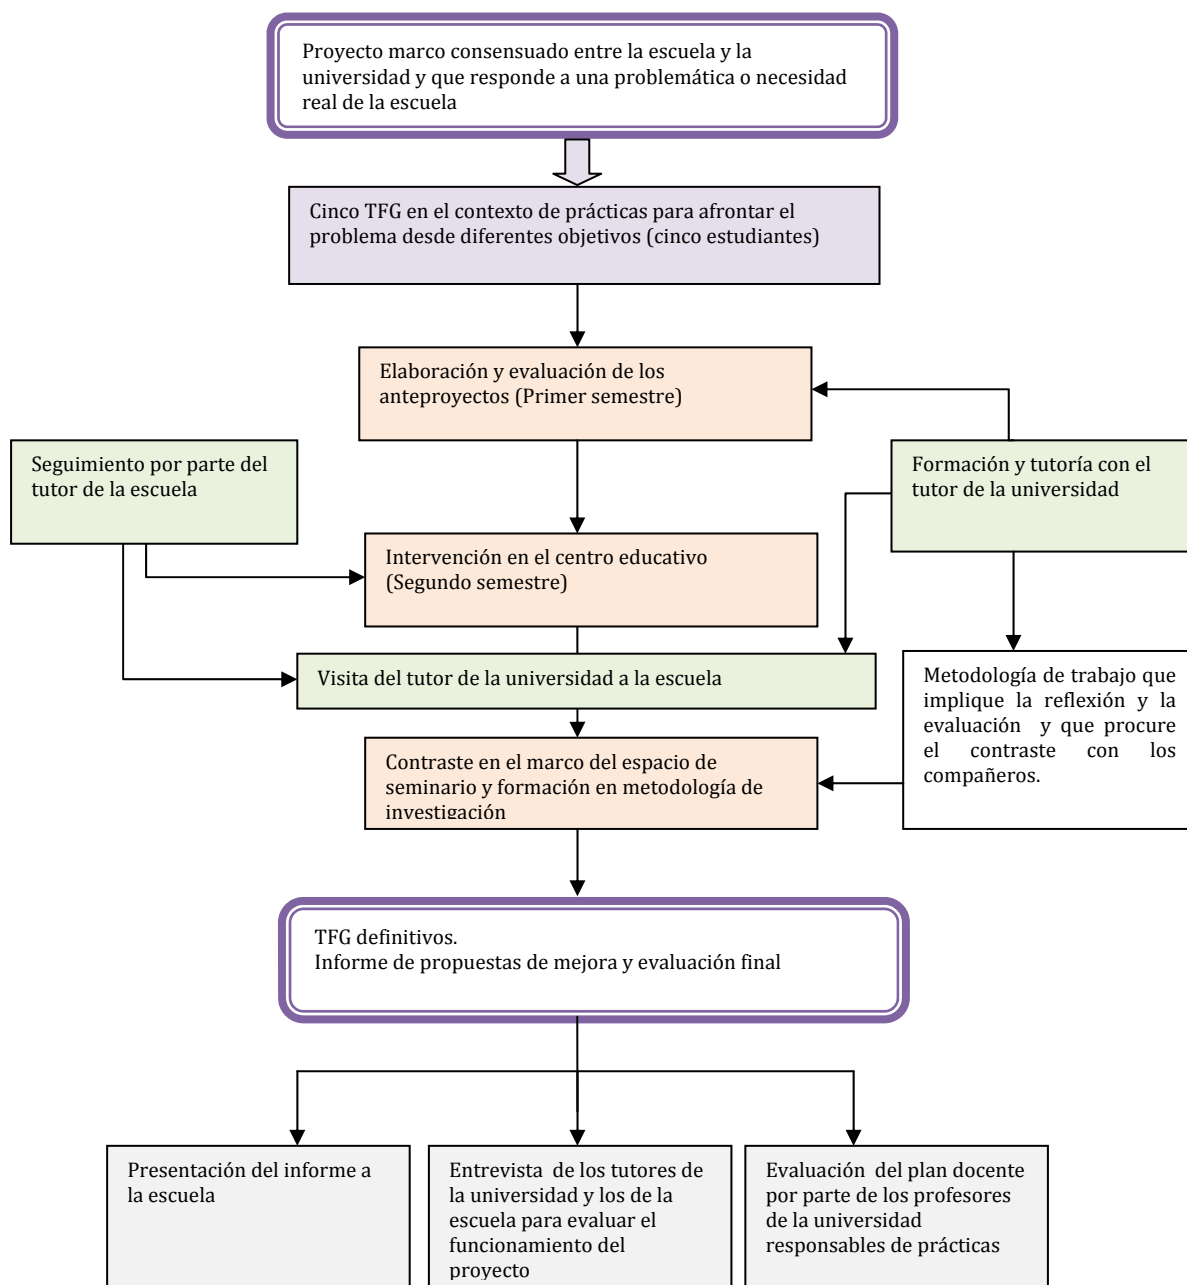 Proyecto marco consensuado entre la escuela y la
universidad y que responde a una problemática o necesidad
real de la escuela
Cinco TFG en el contexto de prácticas para afrontar el
problema desde diferentes objetivos (cinco estudiantes)
Elaboración y evaluación de los
anteproyectos (Primer semestre)
Seguimiento por parte del
tutor de la escuela
Formación y tutoría con el
tutor de la universidad
Intervención en el centro educativo
(Segundo semestre)
Visita del tutor de la universidad a la escuela
Metodología de trabajo que
implique la reflexión y la
evaluación y que procure
el contraste con los
compañeros.
Contraste en el marco del espacio de
seminario y formación en metodología de
investigación
TFG definitivos.
Informe de propuestas de mejora y evaluación final
Presentación del informe a
la escuela
Entrevista de los tutores de
la universidad y los de la
escuela para evaluar el
funcionamiento del
proyecto
Evaluación del plan docente
por parte de los profesores
de la universidad
responsables de prácticas